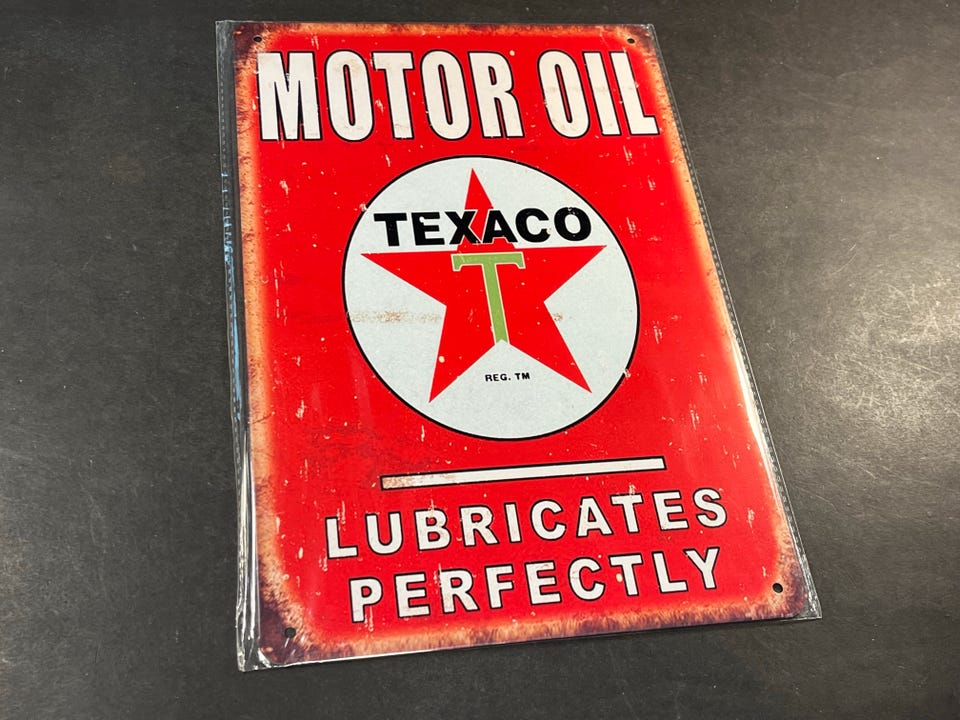 MOTOR OIL
TEXACO
T
REG. TM
LUBRICATES
PERFECTLY